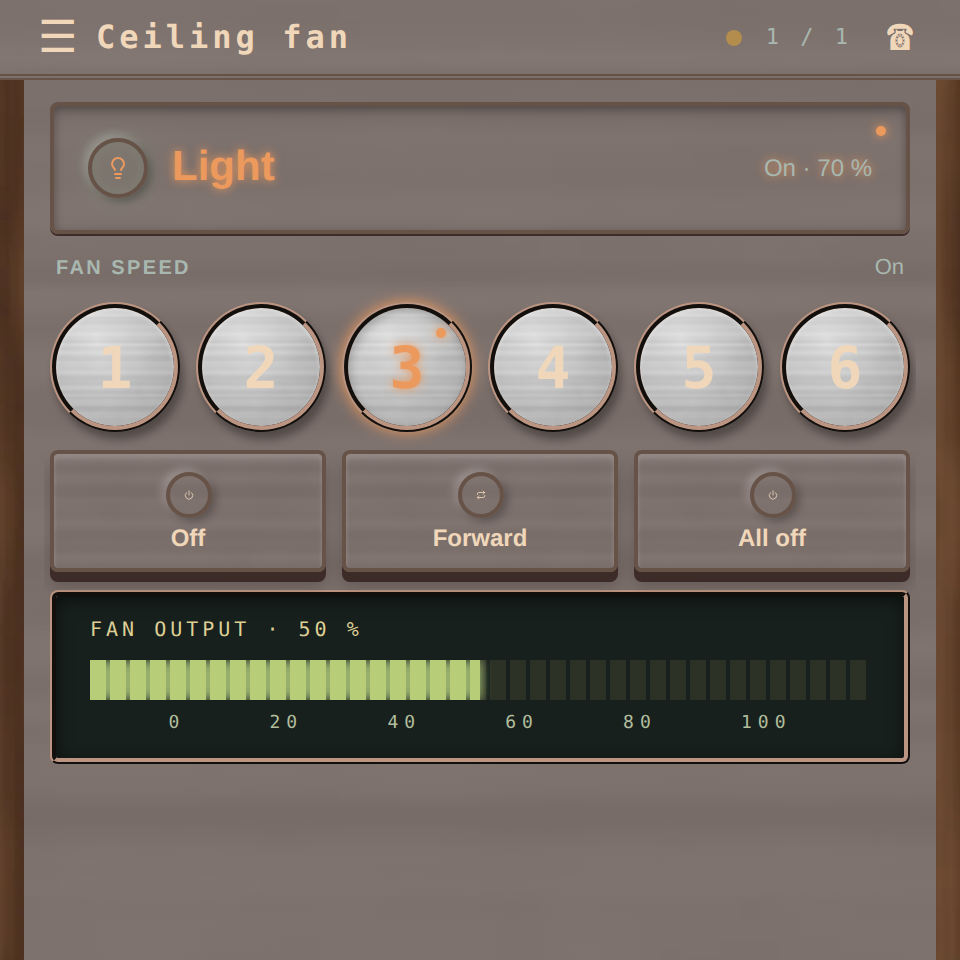 Ceiling fan
1 / 1
Light
On · 70 %
FAN SPEED
On
1 2 3 4 5 6
Off
Forward
All off
FAN OUTPUT · 50 %
0 20 40 60 80 100